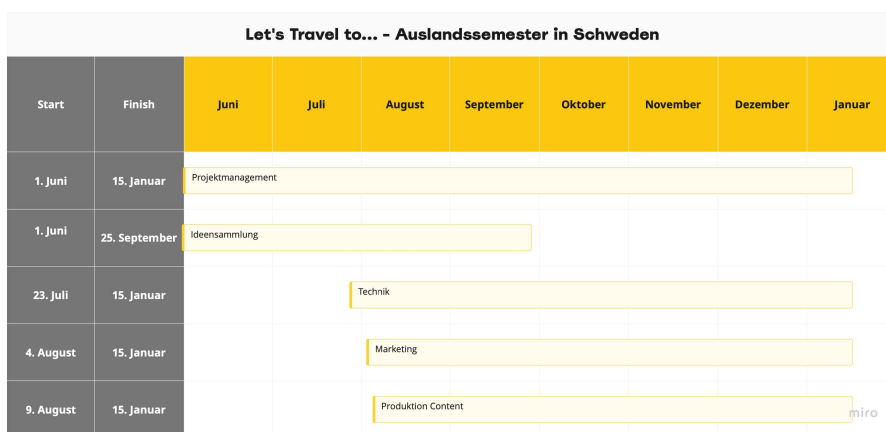 Let's Travel to... - Auslandssemester in Schweden
Start Finish Juni Juli August September Oktober November Dezember Januar
1. Juni 15. Januar Projektmanagement
1. Juni 25. September Ideensammlung
23. Juli 15. Januar Technik
4. August 15. Januar Marketing
9. August 15. Januar Produktion Content
miro